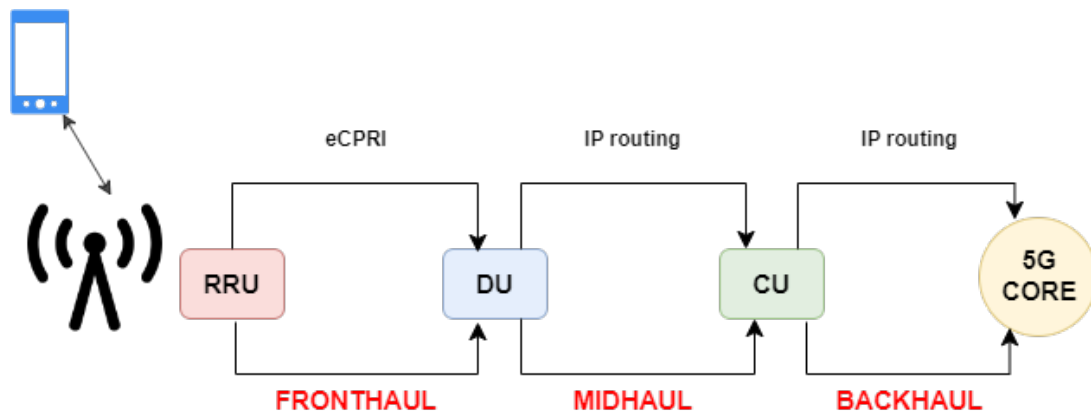 eCPRI
IP routing
IP routing
RRU
DU
CU
5G
CORE
FRONTHAUL
MIDHAUL
BACKHAUL